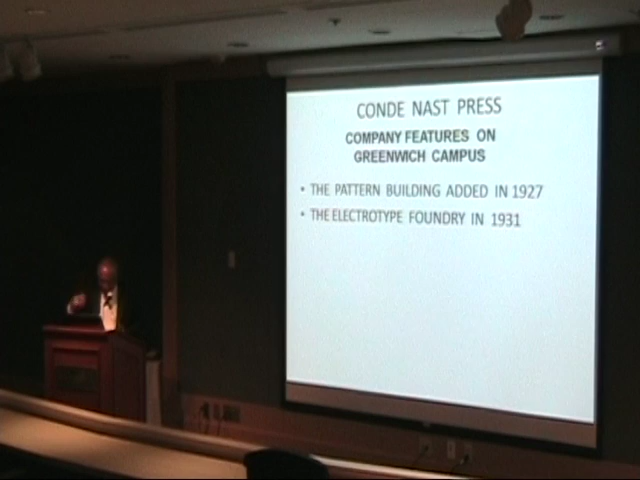 CONDE NAST PRESS
COMPANY FEATURES ON
GREENWICH CAMPUS
• THE PATTERN BUILDING ADDED IN 1927
• THE ELECTROTYPE FOUNDRY IN 1931